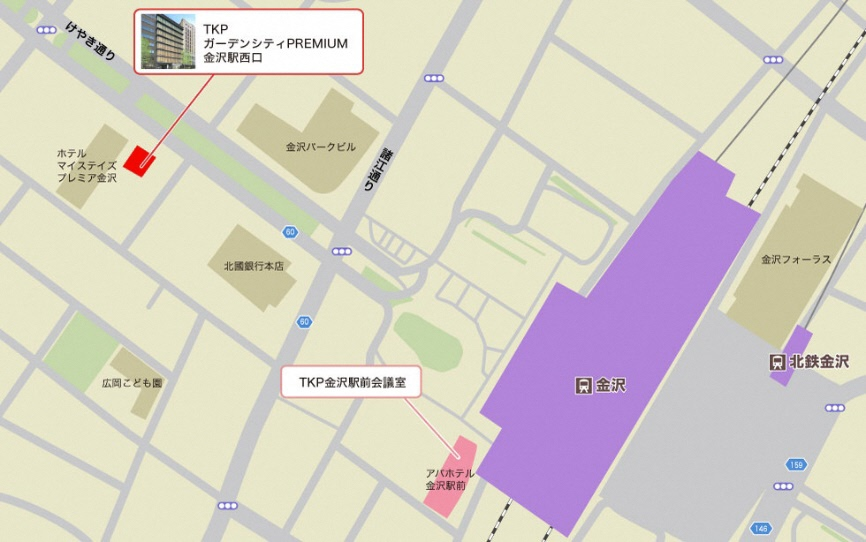 けやき通り
TKP
ガーデンシティPREMIUM
金沢駅西口
ホテル
マイステイズ
プレミア金沢
金沢パークビル
諸江通り
60
北國銀行本店
金沢フォーラス
60
広岡こども園
TKP金沢駅前会議室
金沢
北鉄金沢
アパホテル
金沢駅前
159
146